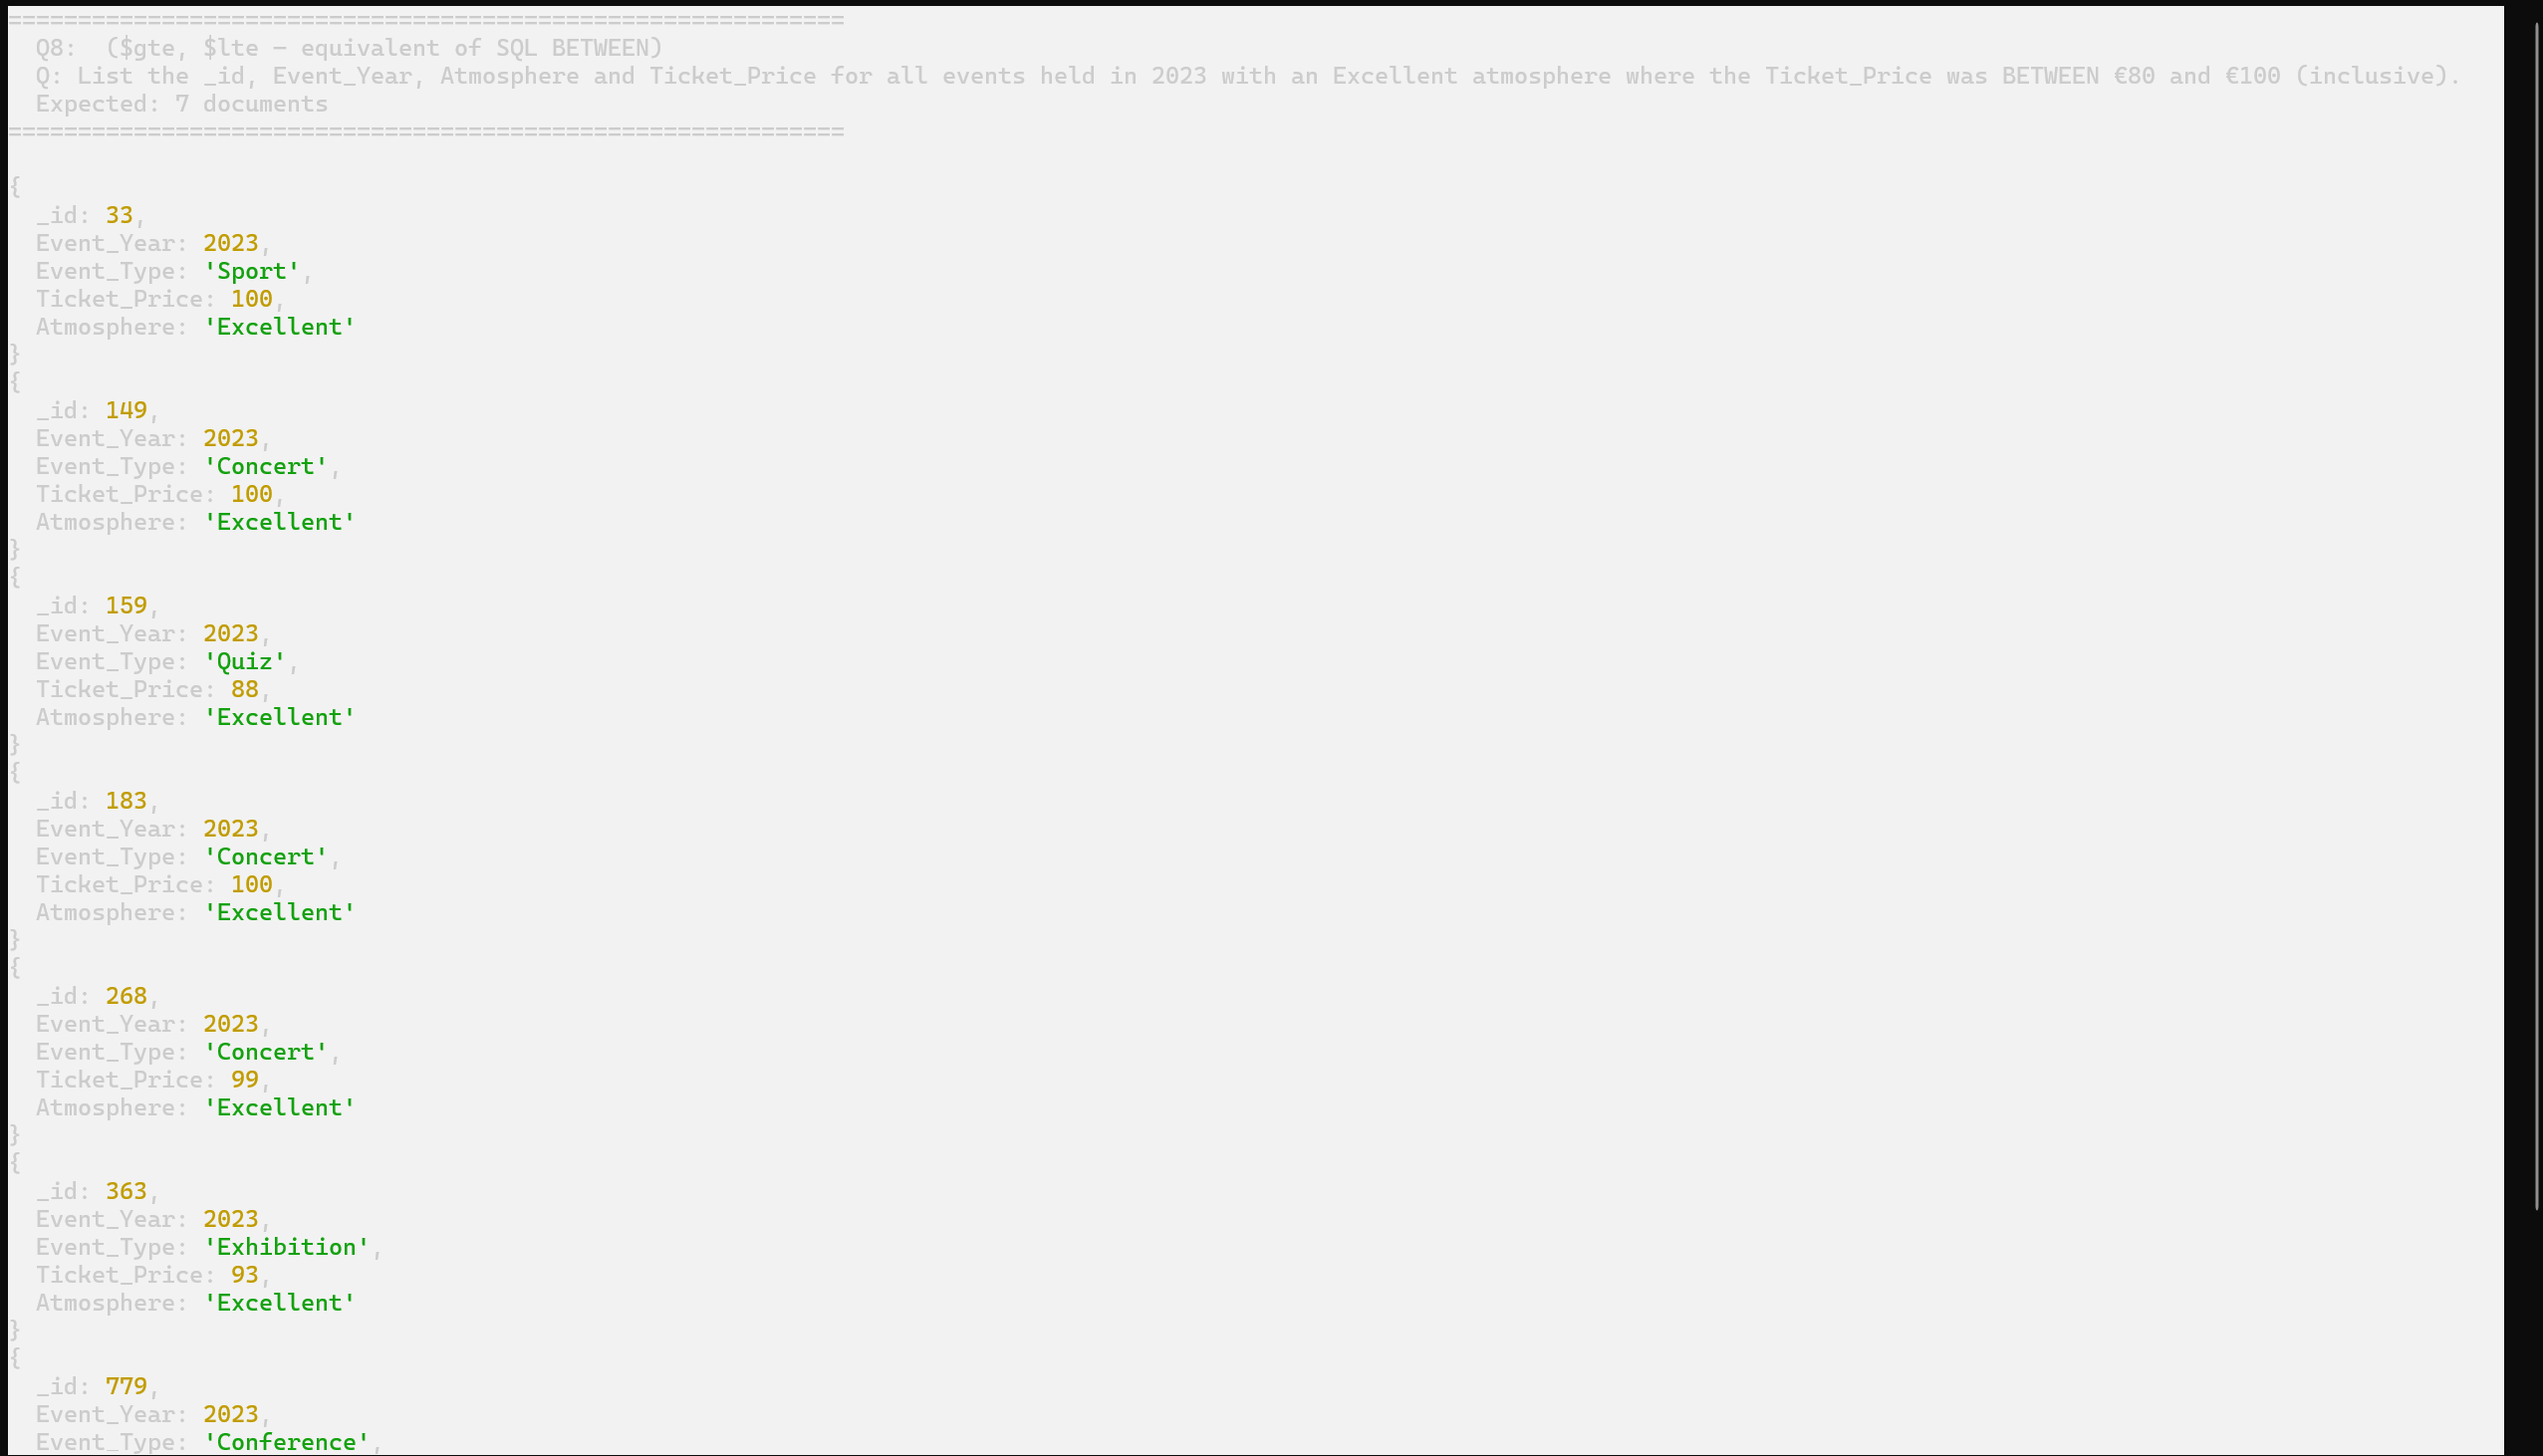 ============================================================
Q8:  ($gte, $lte — equivalent of SQL BETWEEN)
Q: List the _id, Event_Year, Atmosphere and Ticket_Price for all events held in 2023 with an Excellent atmosphere where the Ticket_Price was BETWEEN €80 and €100 (inclusive).
Expected: 7 documents
============================================================
{
_id: 33,
Event_Year: 2023,
Event_Type: 'Sport',
Ticket_Price: 100,
Atmosphere: 'Excellent'
}
{
_id: 149,
Event_Year: 2023,
Event_Type: 'Concert',
Ticket_Price: 100,
Atmosphere: 'Excellent'
}
{
_id: 159,
Event_Year: 2023,
Event_Type: 'Quiz',
Ticket_Price: 88,
Atmosphere: 'Excellent'
}
{
_id: 183,
Event_Year: 2023,
Event_Type: 'Concert',
Ticket_Price: 100,
Atmosphere: 'Excellent'
}
{
_id: 268,
Event_Year: 2023,
Event_Type: 'Concert',
Ticket_Price: 99,
Atmosphere: 'Excellent'
}
{
_id: 363,
Event_Year: 2023,
Event_Type: 'Exhibition',
Ticket_Price: 93,
Atmosphere: 'Excellent'
}
{
_id: 779,
Event_Year: 2023,
Event_Type: 'Conference',